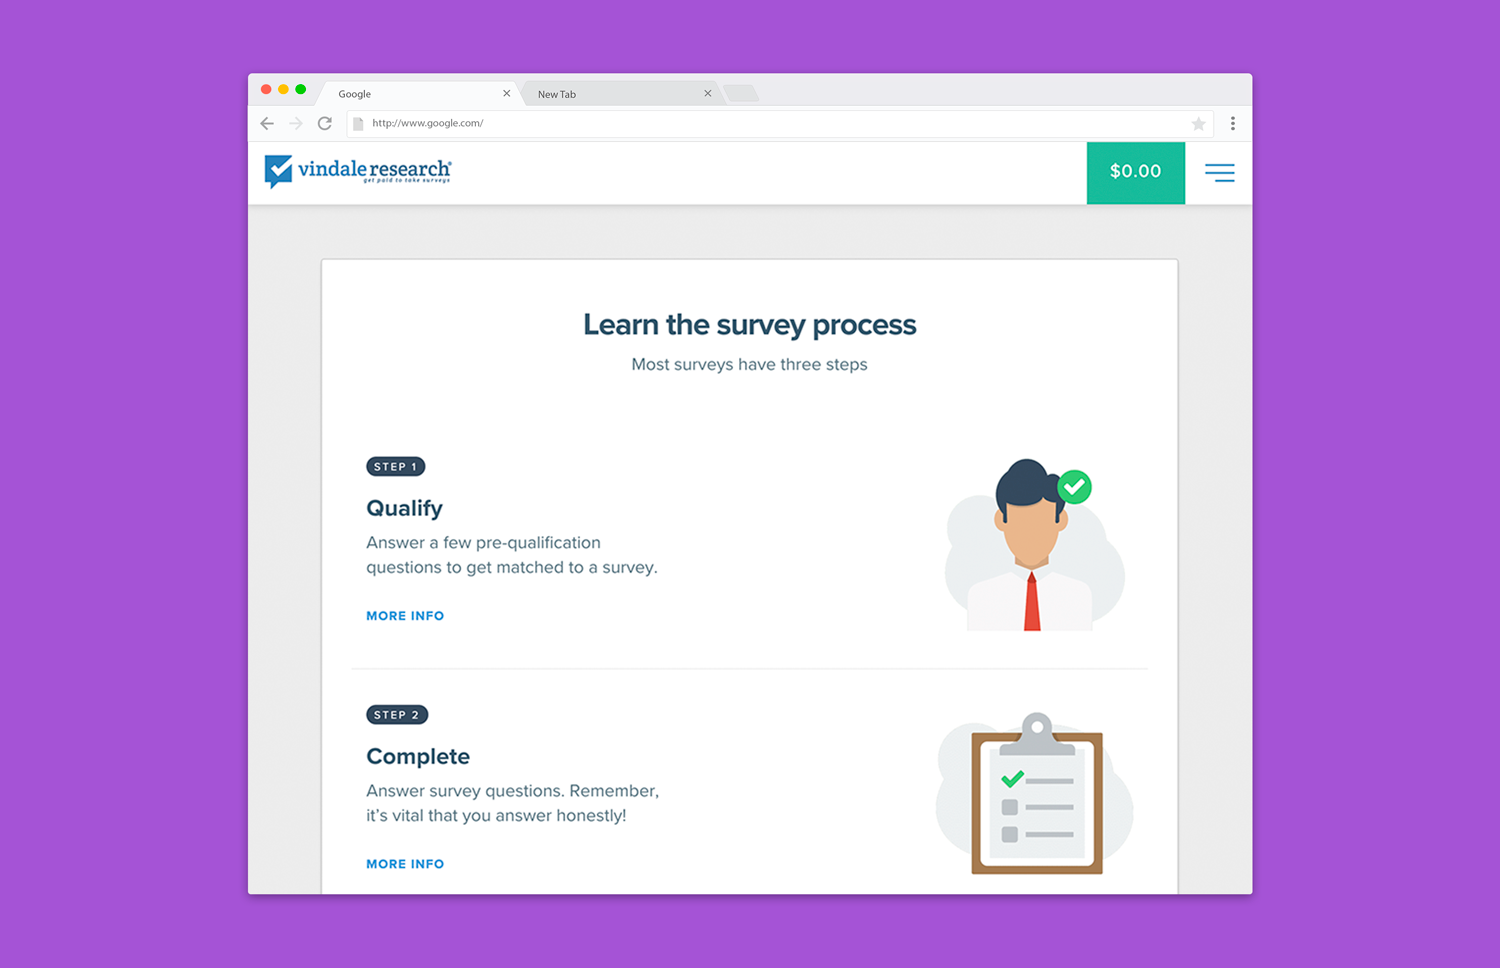 Google
New Tab
http://www.google.com/
vindale research®
get paid to take surveys
$0.00
Learn the survey process
Most surveys have three steps
STEP 1
Qualify
Answer a few pre-qualification
questions to get matched to a survey.
MORE INFO
STEP 2
Complete
Answer survey questions. Remember,
it’s vital that you answer honestly!
MORE INFO